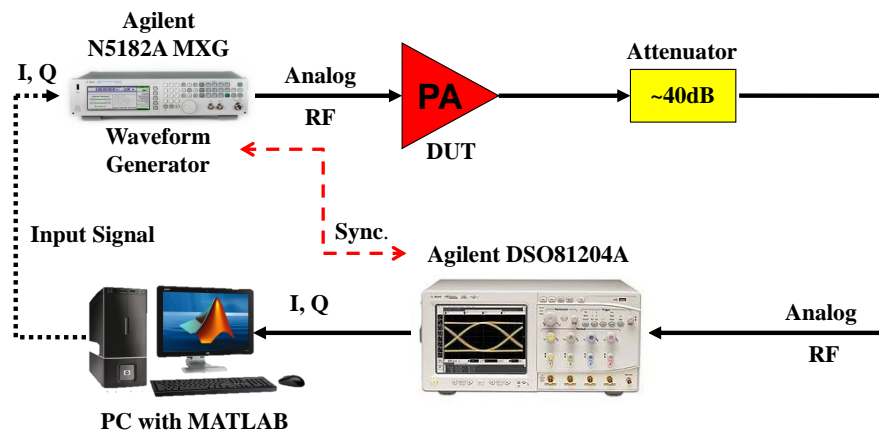 Agilent
N5182A MXG
I, Q
Analog
RF
Waveform
Generator
PA
DUT
Attenuator
~40dB
Input Signal
Sync.
Agilent DSO81204A
I, Q
Analog
RF
PC with MATLAB